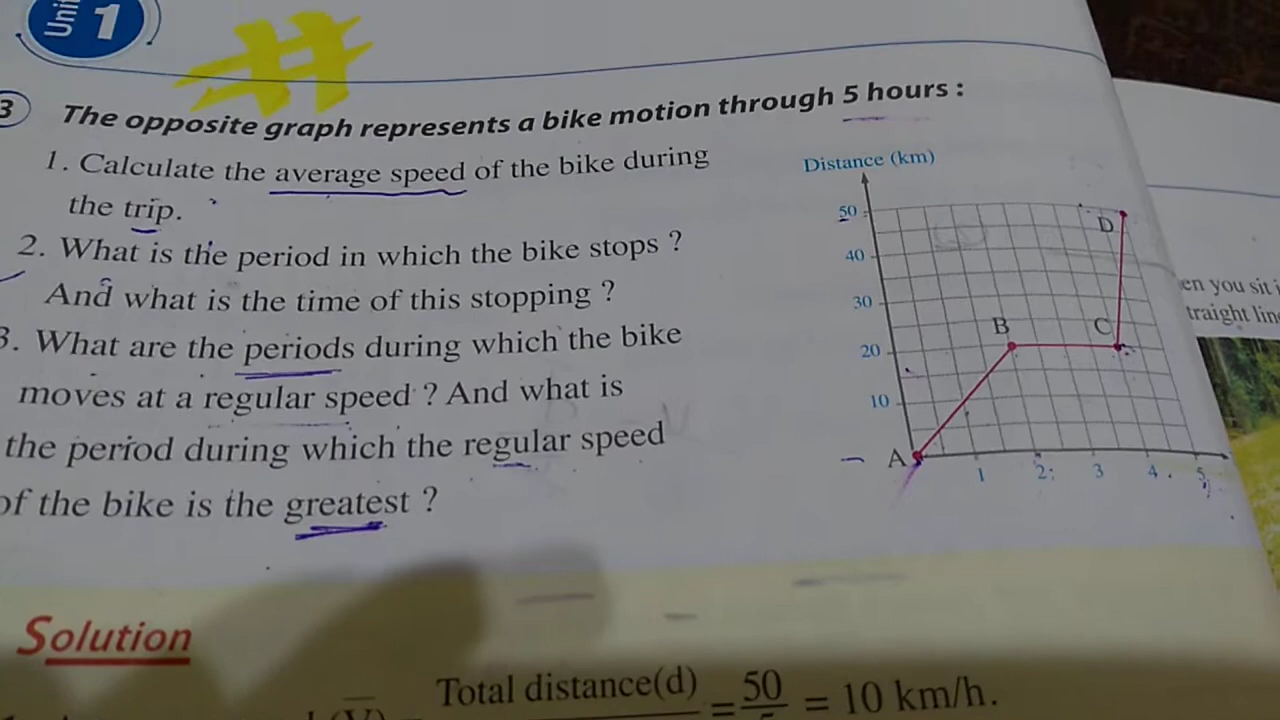 Uni
1
3 The opposite graph represents a bike motion through 5 hours :
1. Calculate the average speed of the bike during
the trip.
2. What is the period in which the bike stops ?
And what is the time of this stopping ?
3. What are the periods during which the bike
moves at a regular speed ? And what is
the period during which the regular speed
of the bike is the greatest ?
Distance (km)
50
40
30
20
10
A
B
C
D
1 2 3 4 5
en you sit i
traight lin
Solution
Total distance(d) = 50 = 10 km/h.